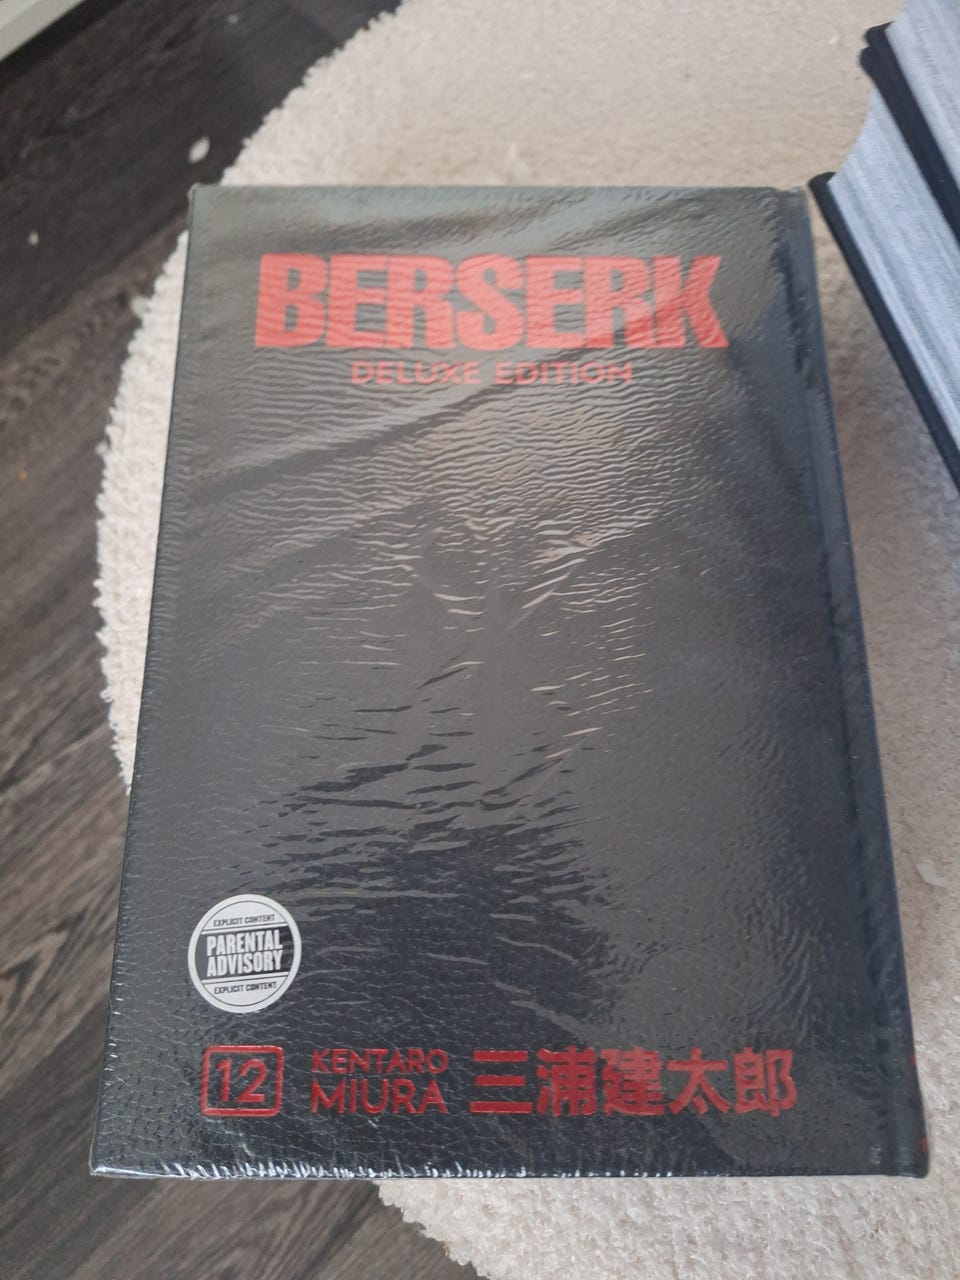 BERSERK
DELUXE EDITION
EXPLICIT CONTENT
PARENTAL
ADVISORY
EXPLICIT CONTENT
12
KENTARO
MIURA
三浦建太郎